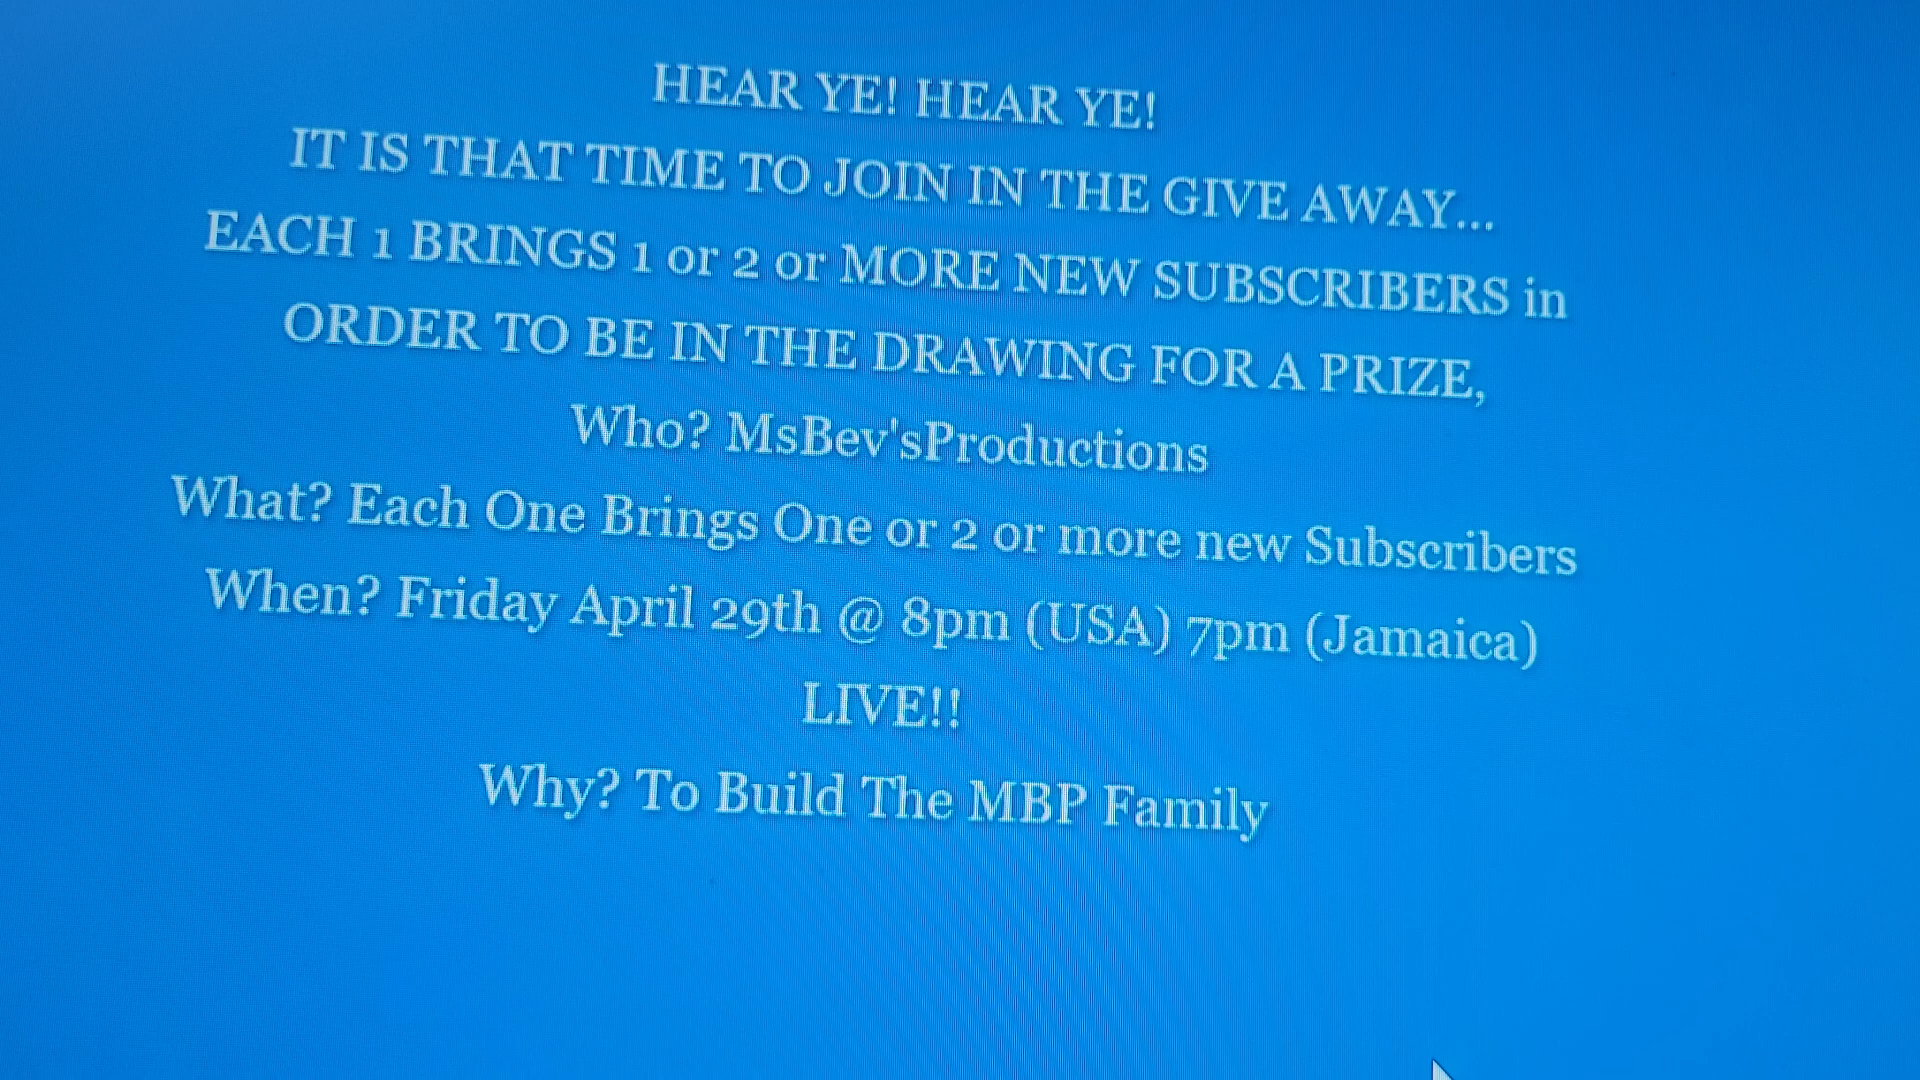 HEAR YE! HEAR YE!
IT IS THAT TIME TO JOIN IN THE GIVE AWAY...
EACH 1 BRINGS 1 or 2 or MORE NEW SUBSCRIBERS in
ORDER TO BE IN THE DRAWING FOR A PRIZE,
Who? MsBev'sProductions
What? Each One Brings One or 2 or more new Subscribers
When? Friday April 29th @ 8pm (USA) 7pm (Jamaica)
LIVE!!
Why? To Build The MBP Family